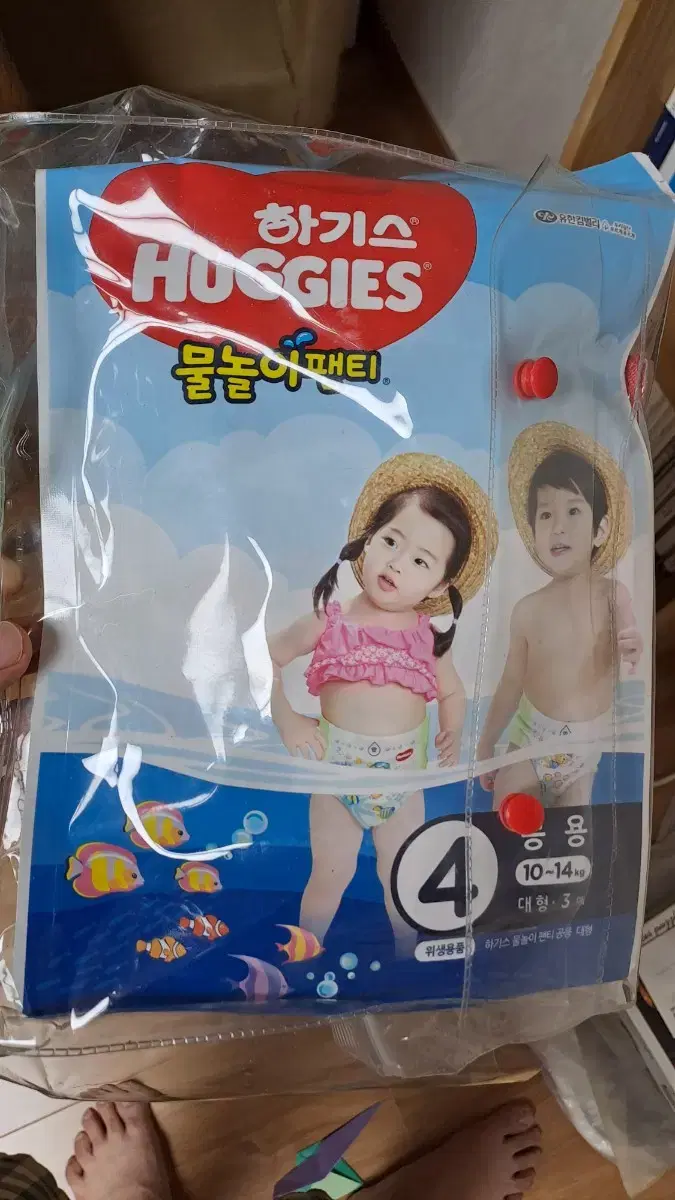 유한킴벌리
하기스®
HUGGIES®
물놀이팬티®
4
공용
10~14kg
대형·3매
위생용품
하기스 물놀이 팬티 공용 대형